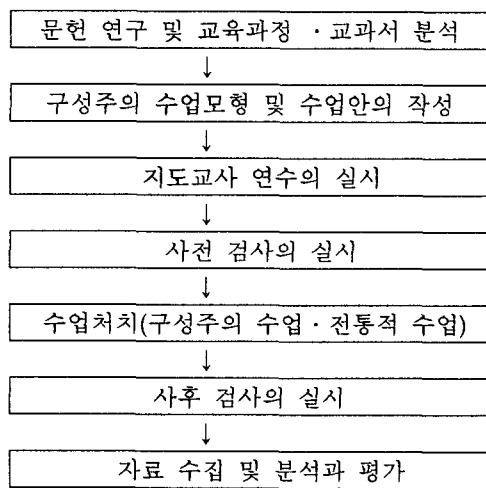 문헌 연구 및 교육과정 · 교과서 분석
↓
구성주의 수업모형 및 수업안의 작성
↓
지도교사 연수의 실시
↓
사전 검사의 실시
↓
수업처치(구성주의 수업 · 전통적 수업)
↓
사후 검사의 실시
↓
자료 수집 및 분석과 평가